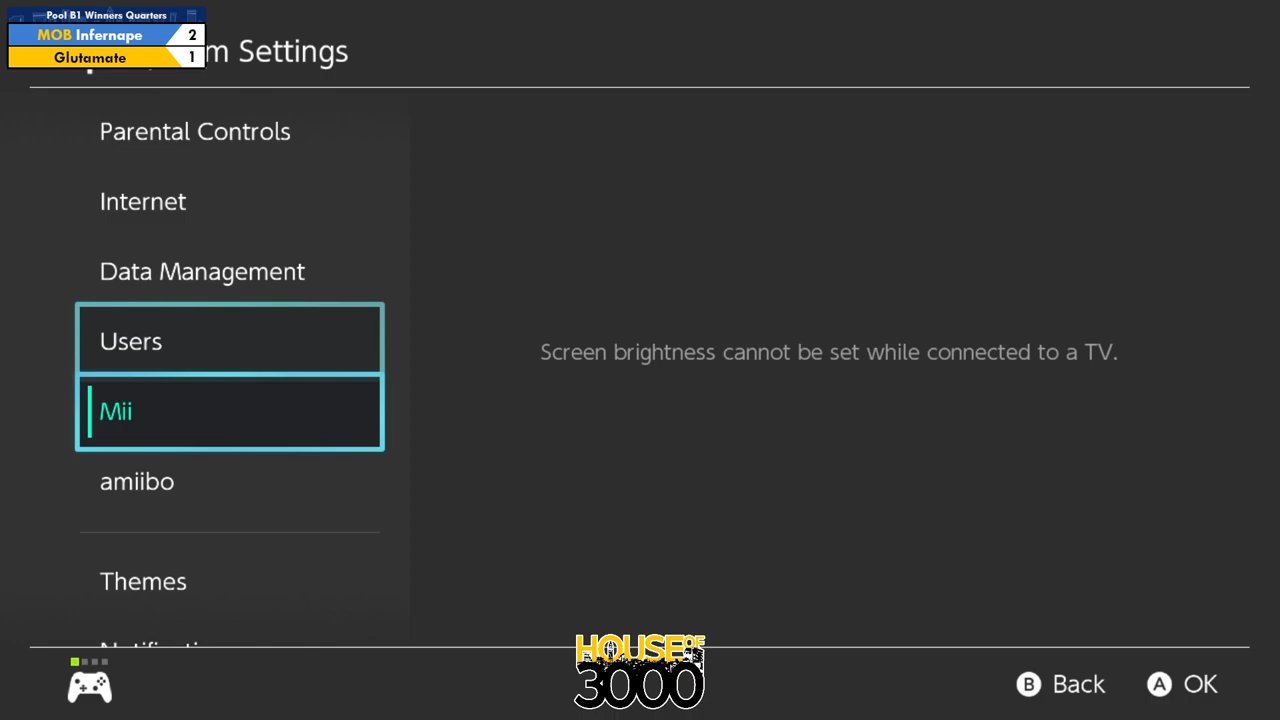 Pool B1 Winners Quarters
MOB Infernape 2
Glutamate 1
m Settings
Parental Controls
Internet
Data Management
Users
Mii
amiibo
Themes
Screen brightness cannot be set while connected to a TV.
HOUSE OF
3000
B Back
A OK